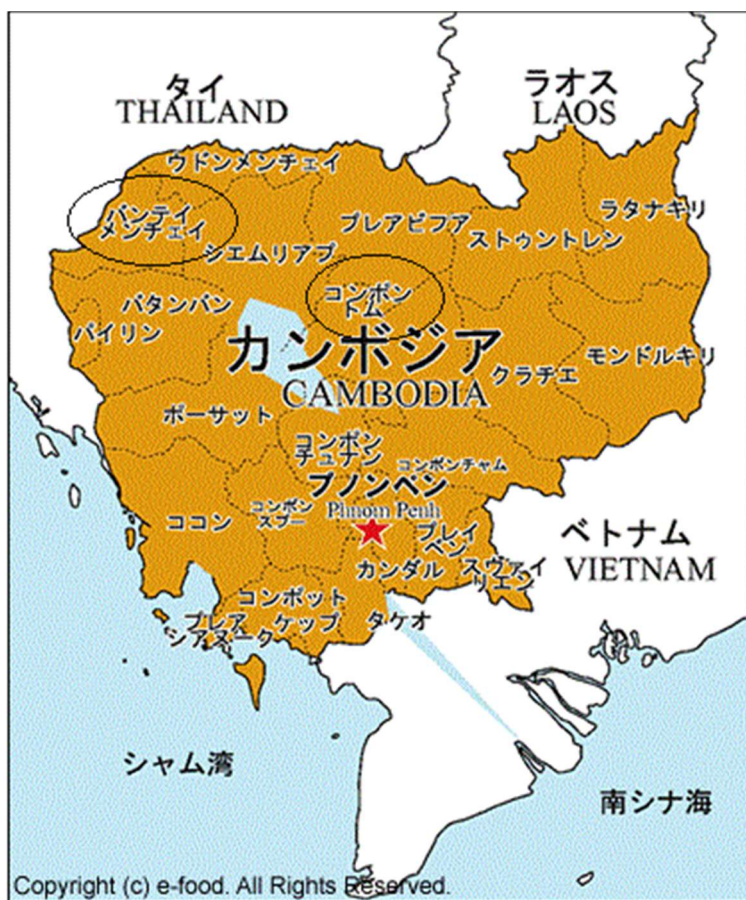 タイ
THAILAND
ラオス
LAOS
ウドンメンチェイ
バンテイ
メンチェイ
シエムリアプ
プレアビフア
ストゥントレン
ラタナキリ
バタンバン
パイリン
コンポン
トム
カンボジア
CAMBODIA
クラチエ
モンドルキリ
ポーサット
コンポン
チュナン
コンポンチャム
プノンペン
Phnom Penh
ココン
コンポン
スプー
プレイ
ベン
カンダル
スヴァイ
リエン
ベトナム
VIETNAM
コンポット
プレア
シアヌーク
ケップ
タケオ
シャム湾
南シナ海
Copyright (c) e-food. All Rights Reserved.